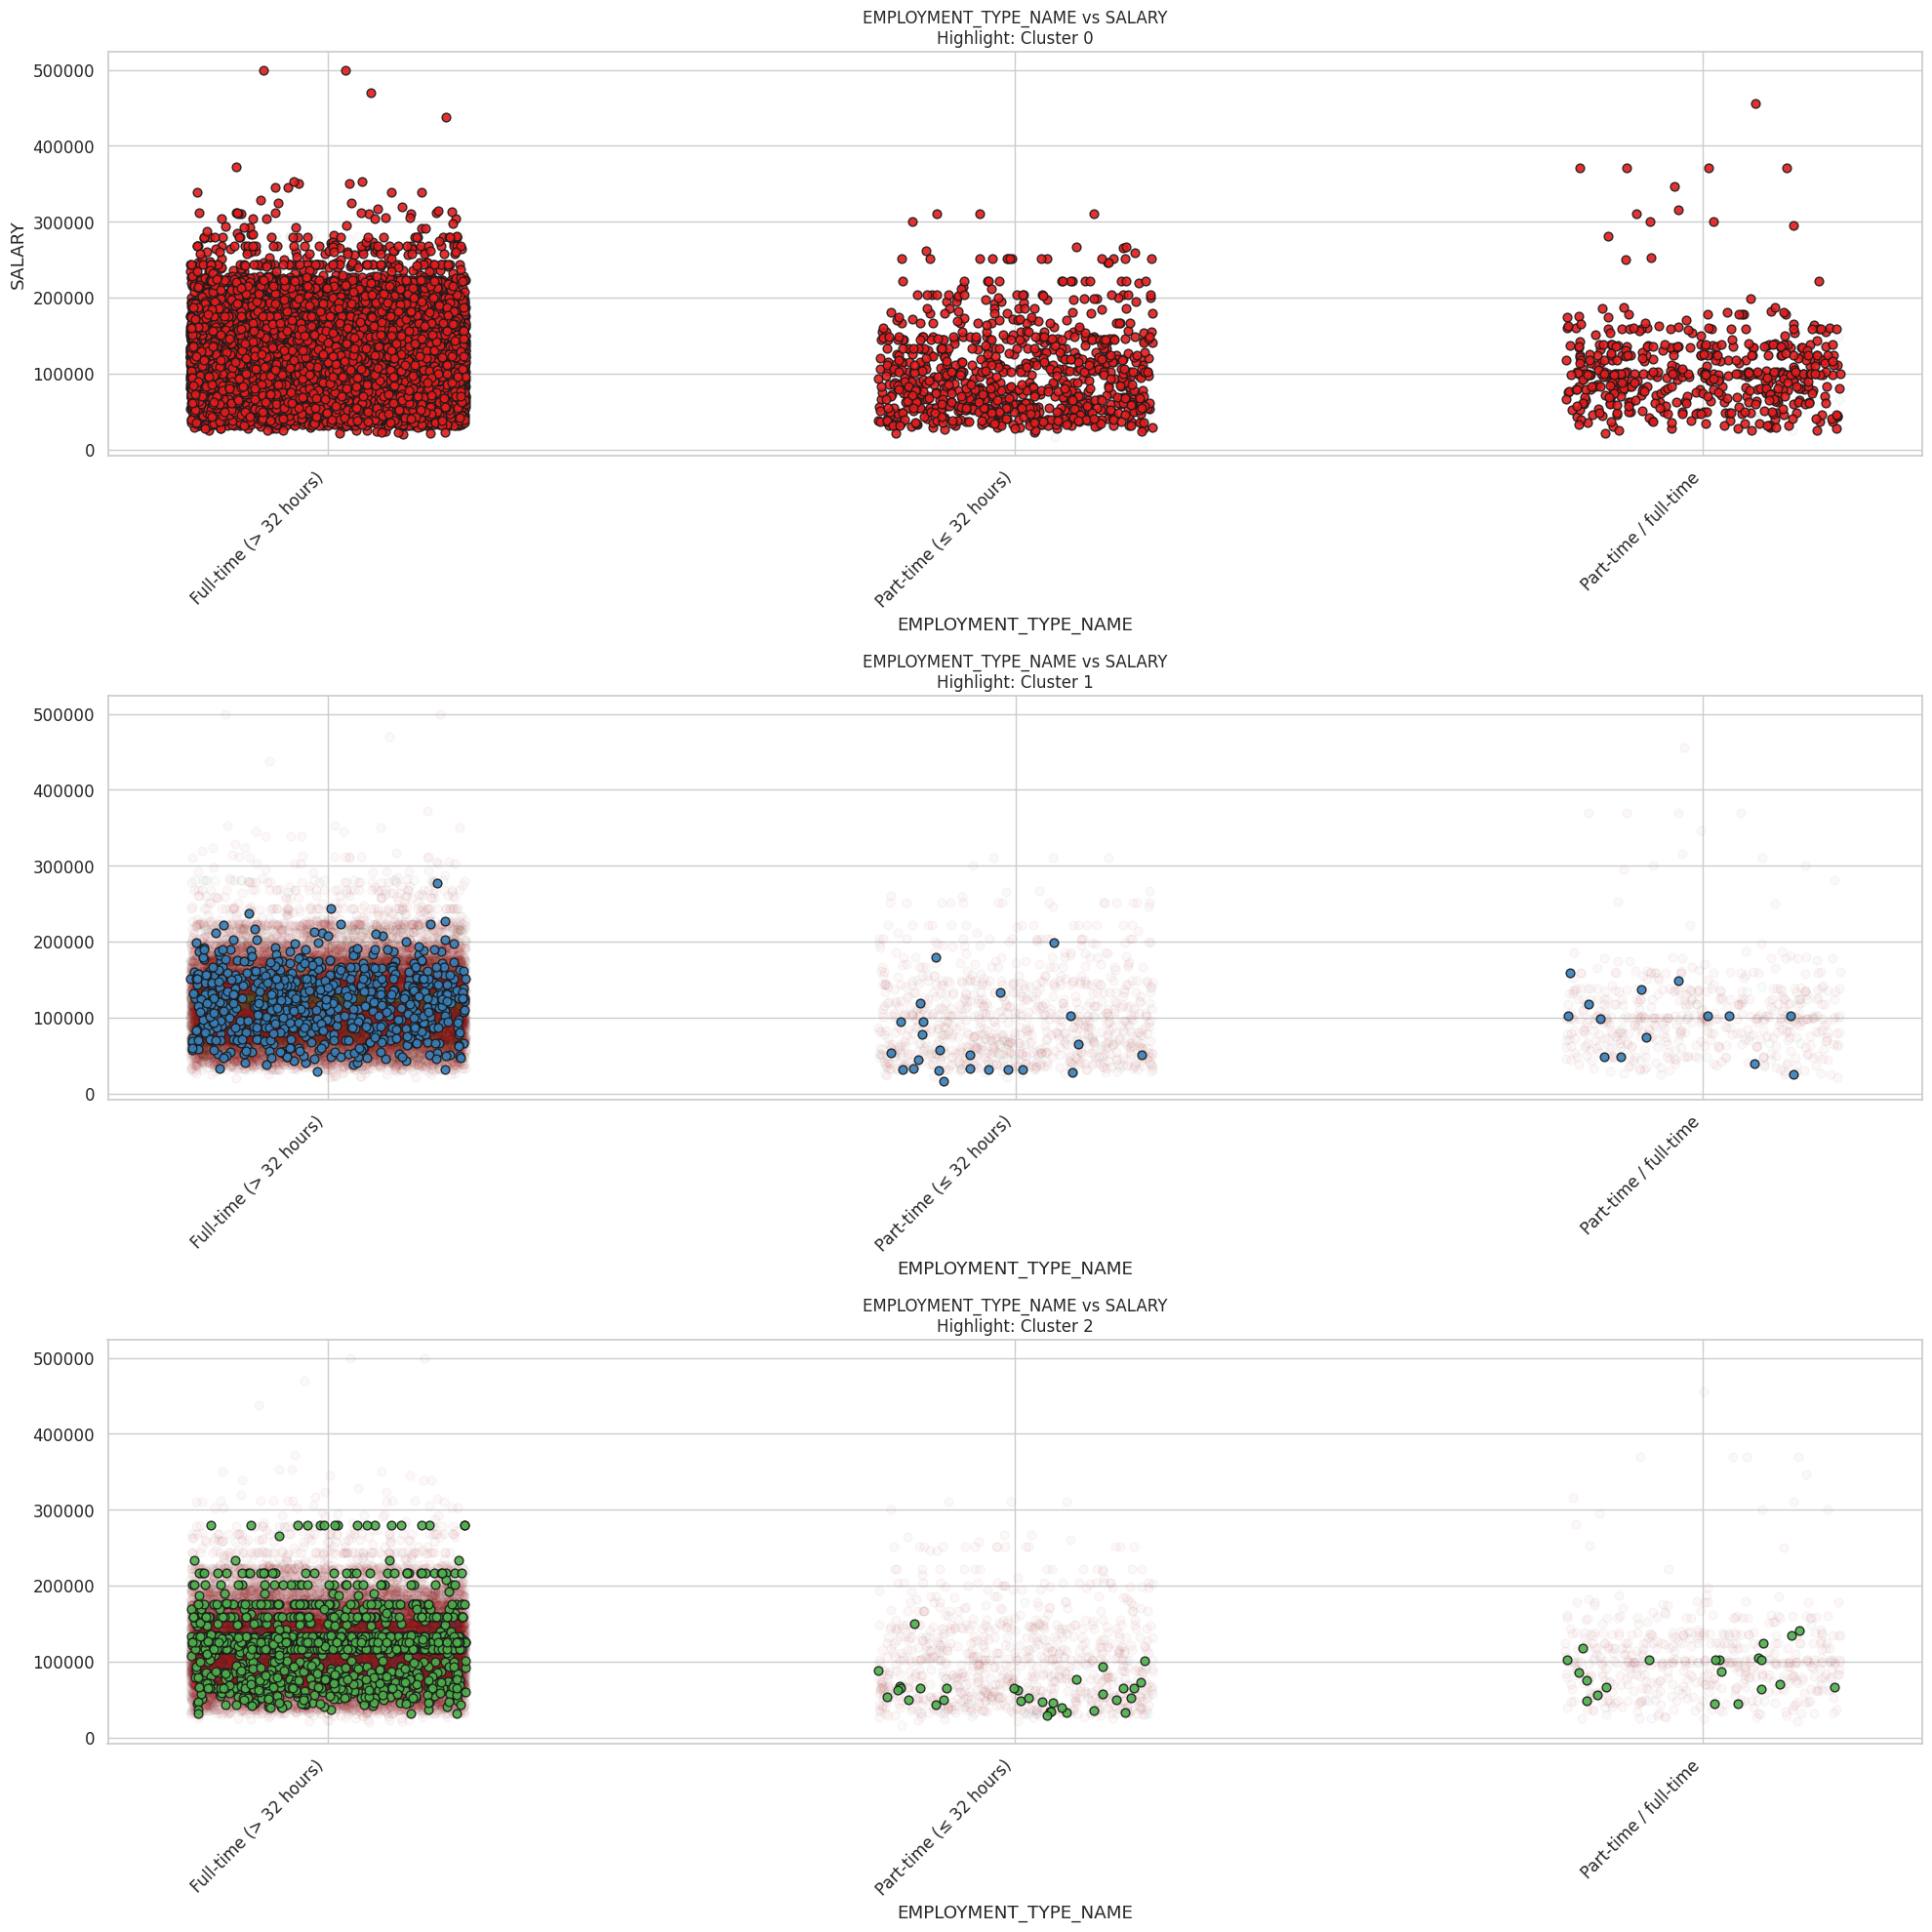 EMPLOYMENT_TYPE_NAME vs SALARY
Highlight: Cluster 0
500000
400000
300000
200000
100000
0
SALARY
Full-time (> 32 hours)
Part-time (≤ 32 hours)
Part-time / full-time
EMPLOYMENT_TYPE_NAME
EMPLOYMENT_TYPE_NAME vs SALARY
Highlight: Cluster 1
500000
400000
300000
200000
100000
0
Full-time (> 32 hours)
Part-time (≤ 32 hours)
Part-time / full-time
EMPLOYMENT_TYPE_NAME
EMPLOYMENT_TYPE_NAME vs SALARY
Highlight: Cluster 2
500000
400000
300000
200000
100000
0
Full-time (> 32 hours)
Part-time (≤ 32 hours)
Part-time / full-time
EMPLOYMENT_TYPE_NAME